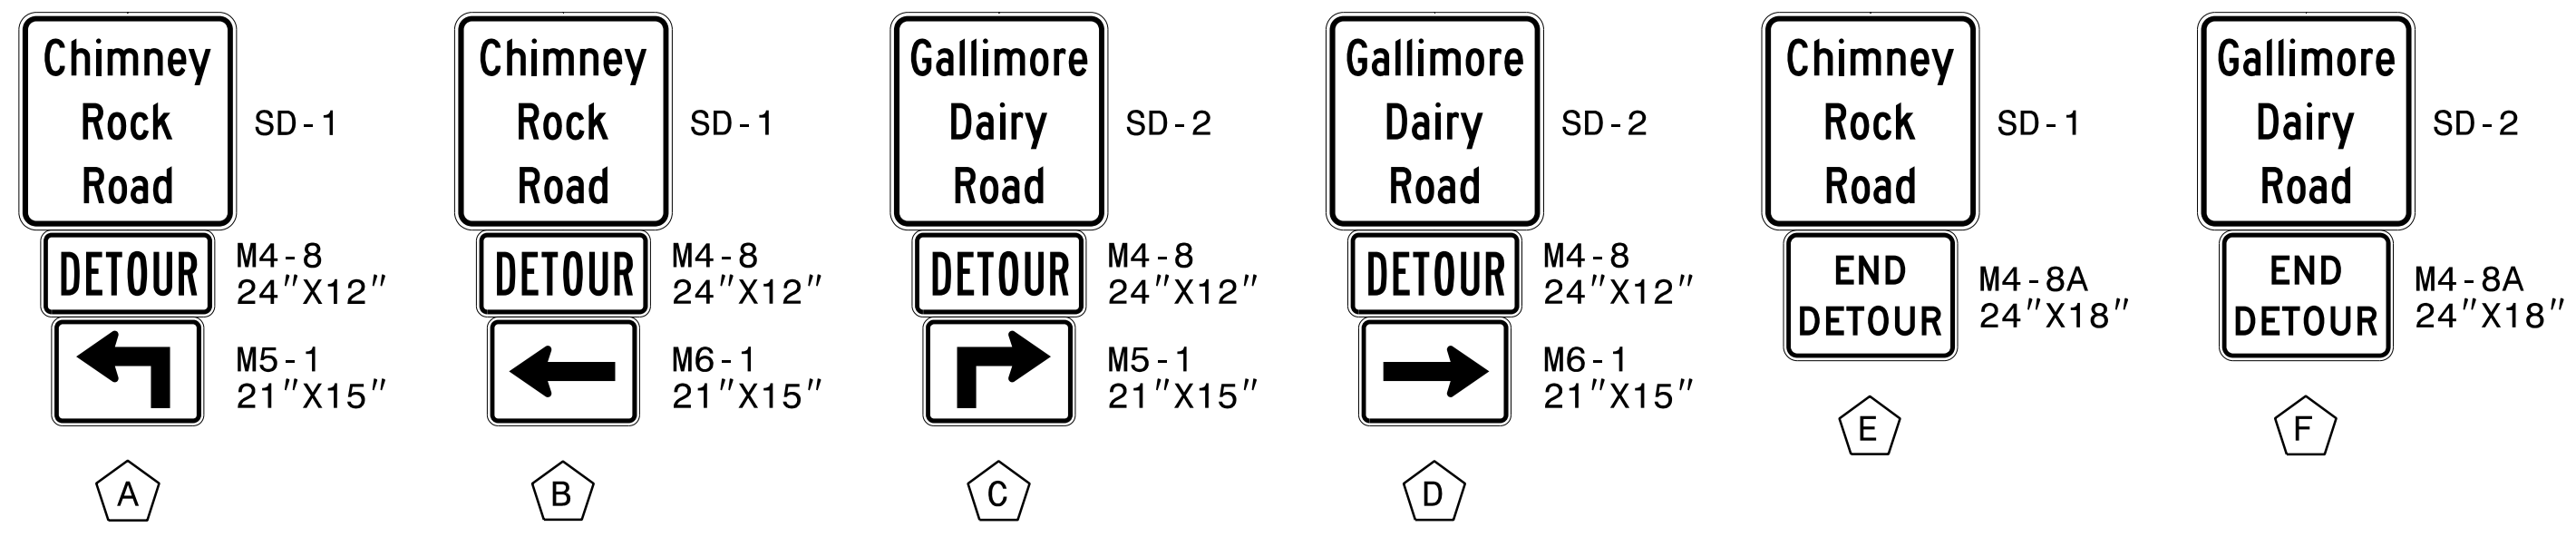 Chimney
Rock
Road
SD-1
DETOUR
M4-8
24"X12"
M5-1
21"X15"
A
Chimney
Rock
Road
SD-1
DETOUR
M4-8
24"X12"
M6-1
21"X15"
B
Gallimore
Dairy
Road
SD-2
DETOUR
M4-8
24"X12"
M5-1
21"X15"
C
Gallimore
Dairy
Road
SD-2
DETOUR
M4-8
24"X12"
M6-1
21"X15"
D
Chimney
Rock
Road
SD-1
END
DETOUR
M4-8A
24"X18"
E
Gallimore
Dairy
Road
SD-2
END
DETOUR
M4-8A
24"X18"
F